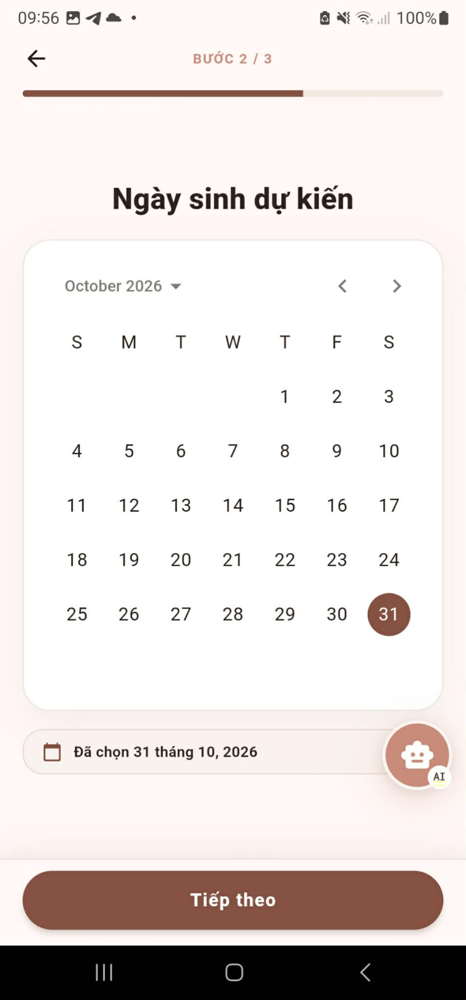 09:56
100%
BƯỚC 2 / 3
Ngày sinh dự kiến
October 2026
S M T W T F S
1 2 3
4 5 6 7 8 9 10
11 12 13 14 15 16 17
18 19 20 21 22 23 24
25 26 27 28 29 30 31
Đã chọn 31 tháng 10, 2026
AI
Tiếp theo